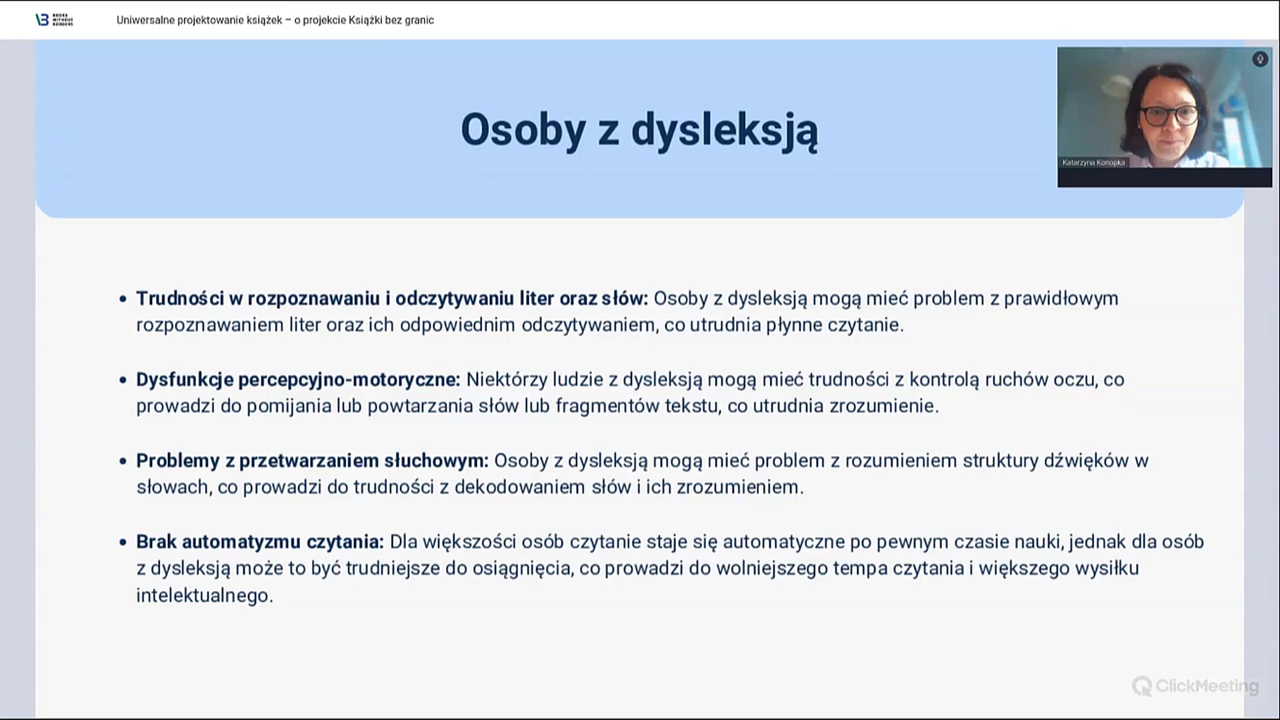 BOOKS
WITHOUT
BORDERS
Uniwersalne projektowanie książek – o projekcie Książki bez granic
Osoby z dysleksją
Katarzyna Konopka
• Trudności w rozpoznawaniu i odczytywaniu liter oraz słów: Osoby z dysleksją mogą mieć problem z prawidłowym
rozpoznawaniem liter oraz ich odpowiednim odczytywaniem, co utrudnia płynne czytanie.
• Dysfunkcje percepcyjno-motoryczne: Niektórzy ludzie z dysleksją mogą mieć trudności z kontrolą ruchów oczu, co
prowadzi do pomijania lub powtarzania słów lub fragmentów tekstu, co utrudnia zrozumienie.
• Problemy z przetwarzaniem słuchowym: Osoby z dysleksją mogą mieć problem z rozumieniem struktury dźwięków w
słowach, co prowadzi do trudności z dekodowaniem słów i ich zrozumieniem.
• Brak automatyzmu czytania: Dla większości osób czytanie staje się automatyczne po pewnym czasie nauki, jednak dla osób
z dysleksją może to być trudniejsze do osiągnięcia, co prowadzi do wolniejszego tempa czytania i większego wysiłku
intelektualnego.
ClickMeeting